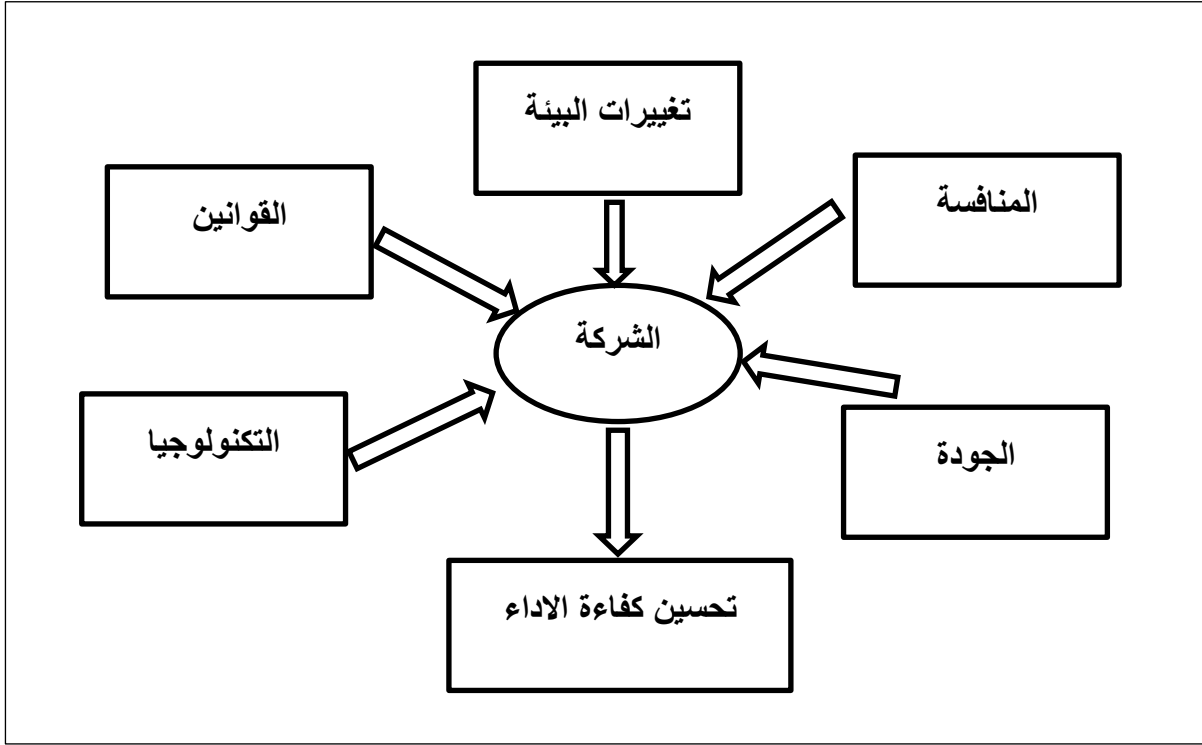 تغييرات البيئة
المنافسة
القوانين
الشركة
الجودة
التكنولوجيا
تحسين كفاءة الاداء